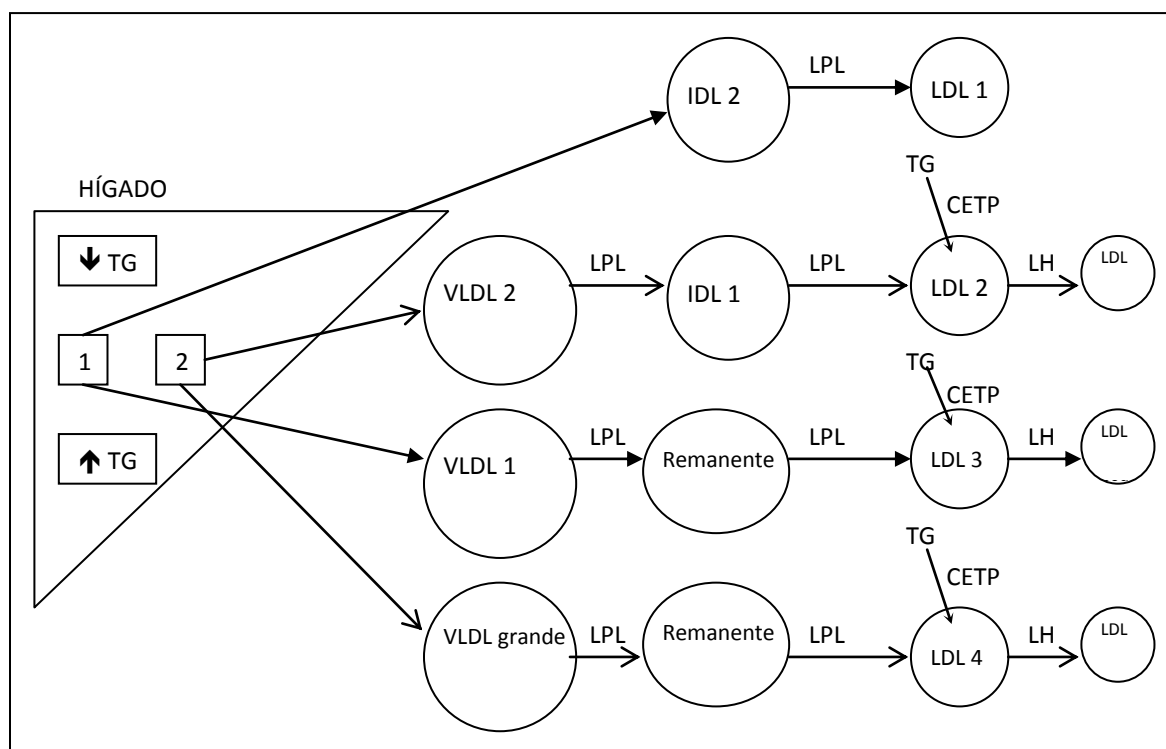 LPL
IDL 2
LDL 1
TG
HÍGADO
CETP
🡻 TG
LPL
LPL
LH
LDL
VLDL 2
IDL 1
LDL 2
1
2
TG
CETP
LPL
LPL
LH
LDL
🡹 TG
VLDL 1
Remanente
LDL 3
TG
CETP
VLDL grande
LPL
Remanente
LPL
LH
LDL
LDL 4